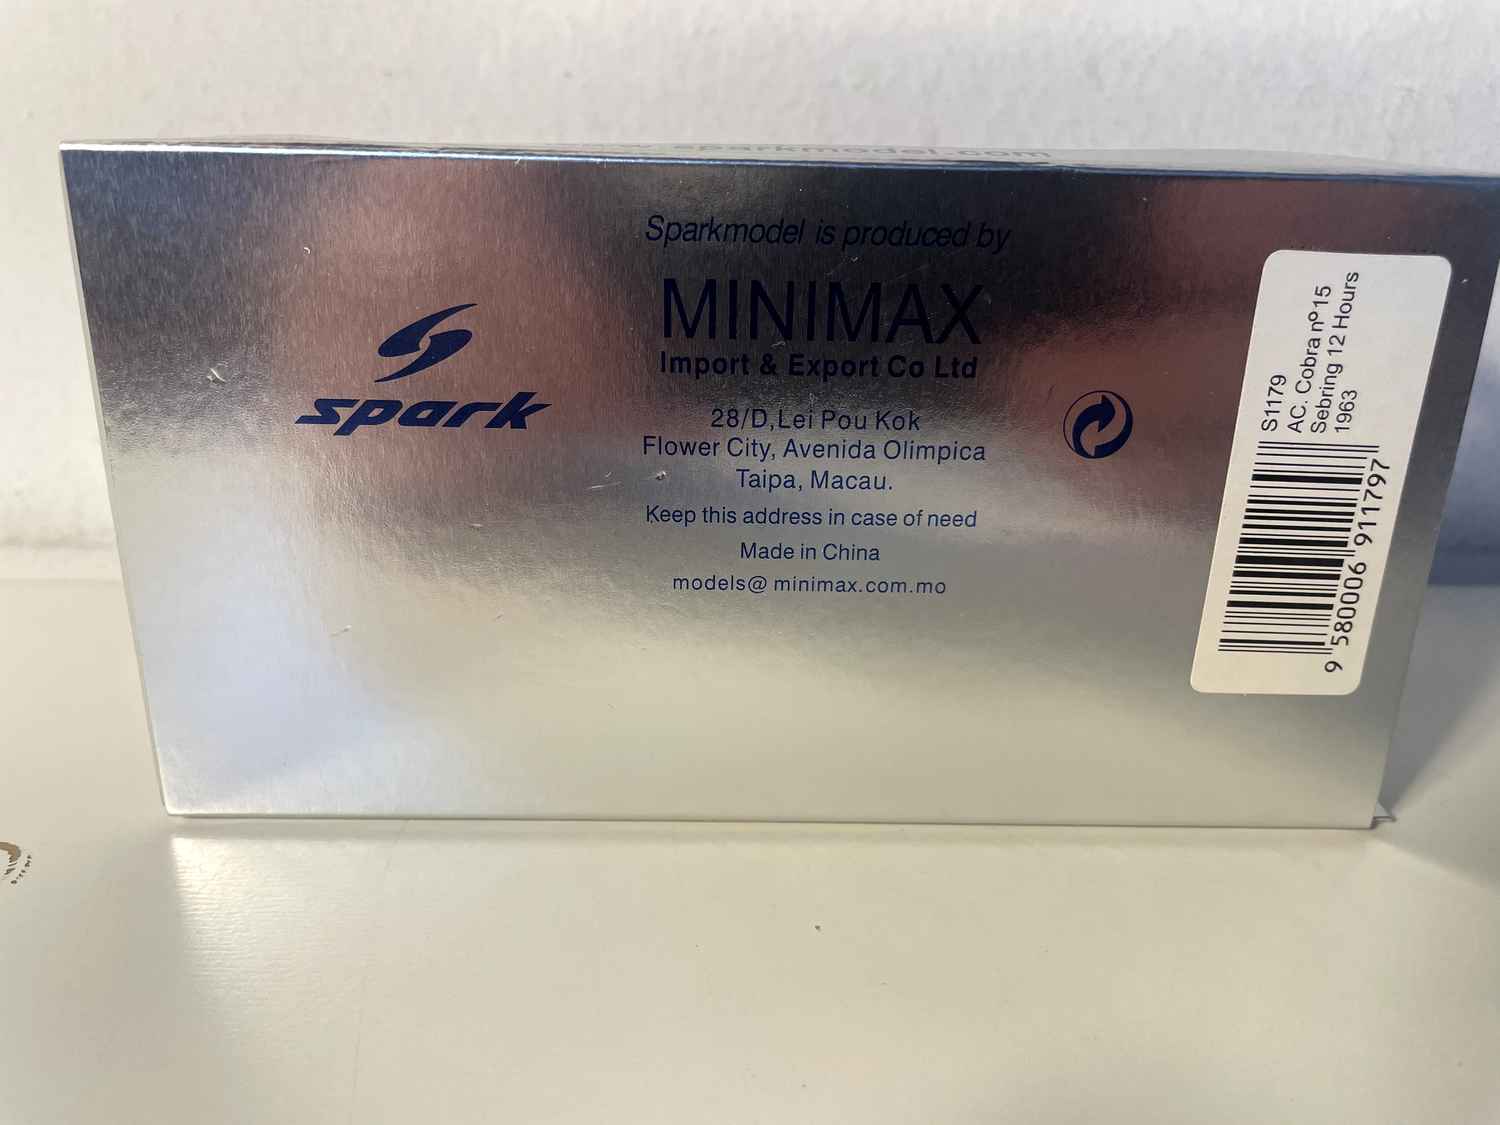 www.sparkmodel.com
Sparkmodel is produced by
MINIMAX
Import & Export Co Ltd
spark
28/D,Lei Pou Kok
Flower City, Avenida Olimpica
Taipa, Macau.
Keep this address in case of need
Made in China
models@ minimax.com.mo
S1179
AC. Cobra nº15
Sebring 12 Hours
1963
9 580006 911797